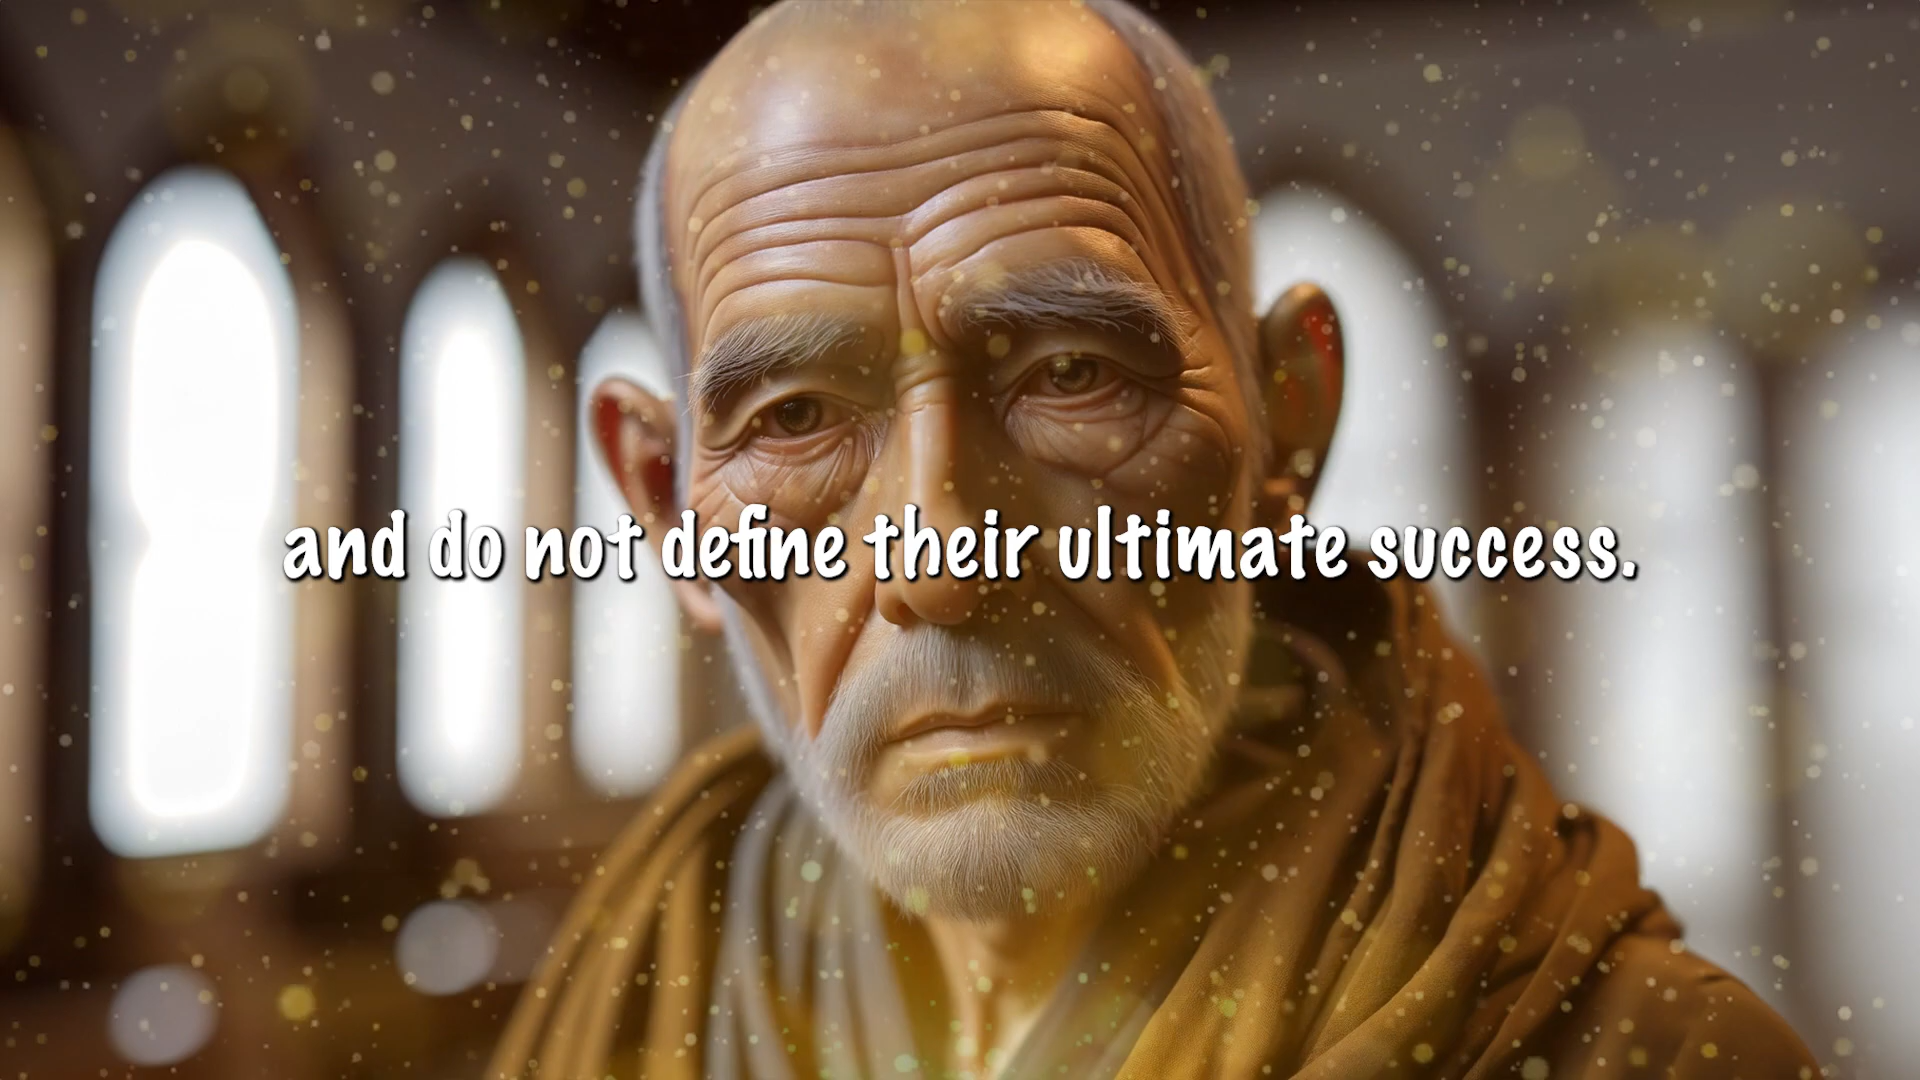 and do not define their ultimate success.